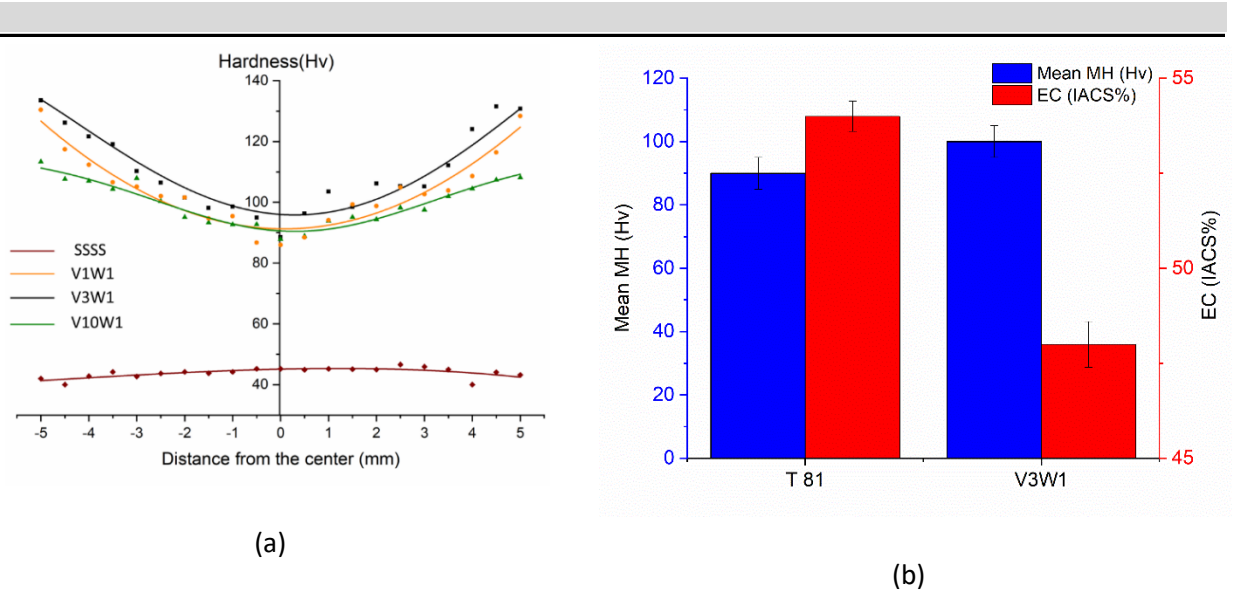 Hardness(Hv)
140
120
100
80
60
40
SSSS
V1W1
V3W1
V10W1
-5 -4 -3 -2 -1 0 1 2 3 4 5
Distance from the center (mm)
(a)
Mean MH (Hv)
EC (IACS%)
120
100
80
60
40
20
0
Mean MH (Hv)
55
50
45
EC (IACS%)
T 81 V3W1
(b)